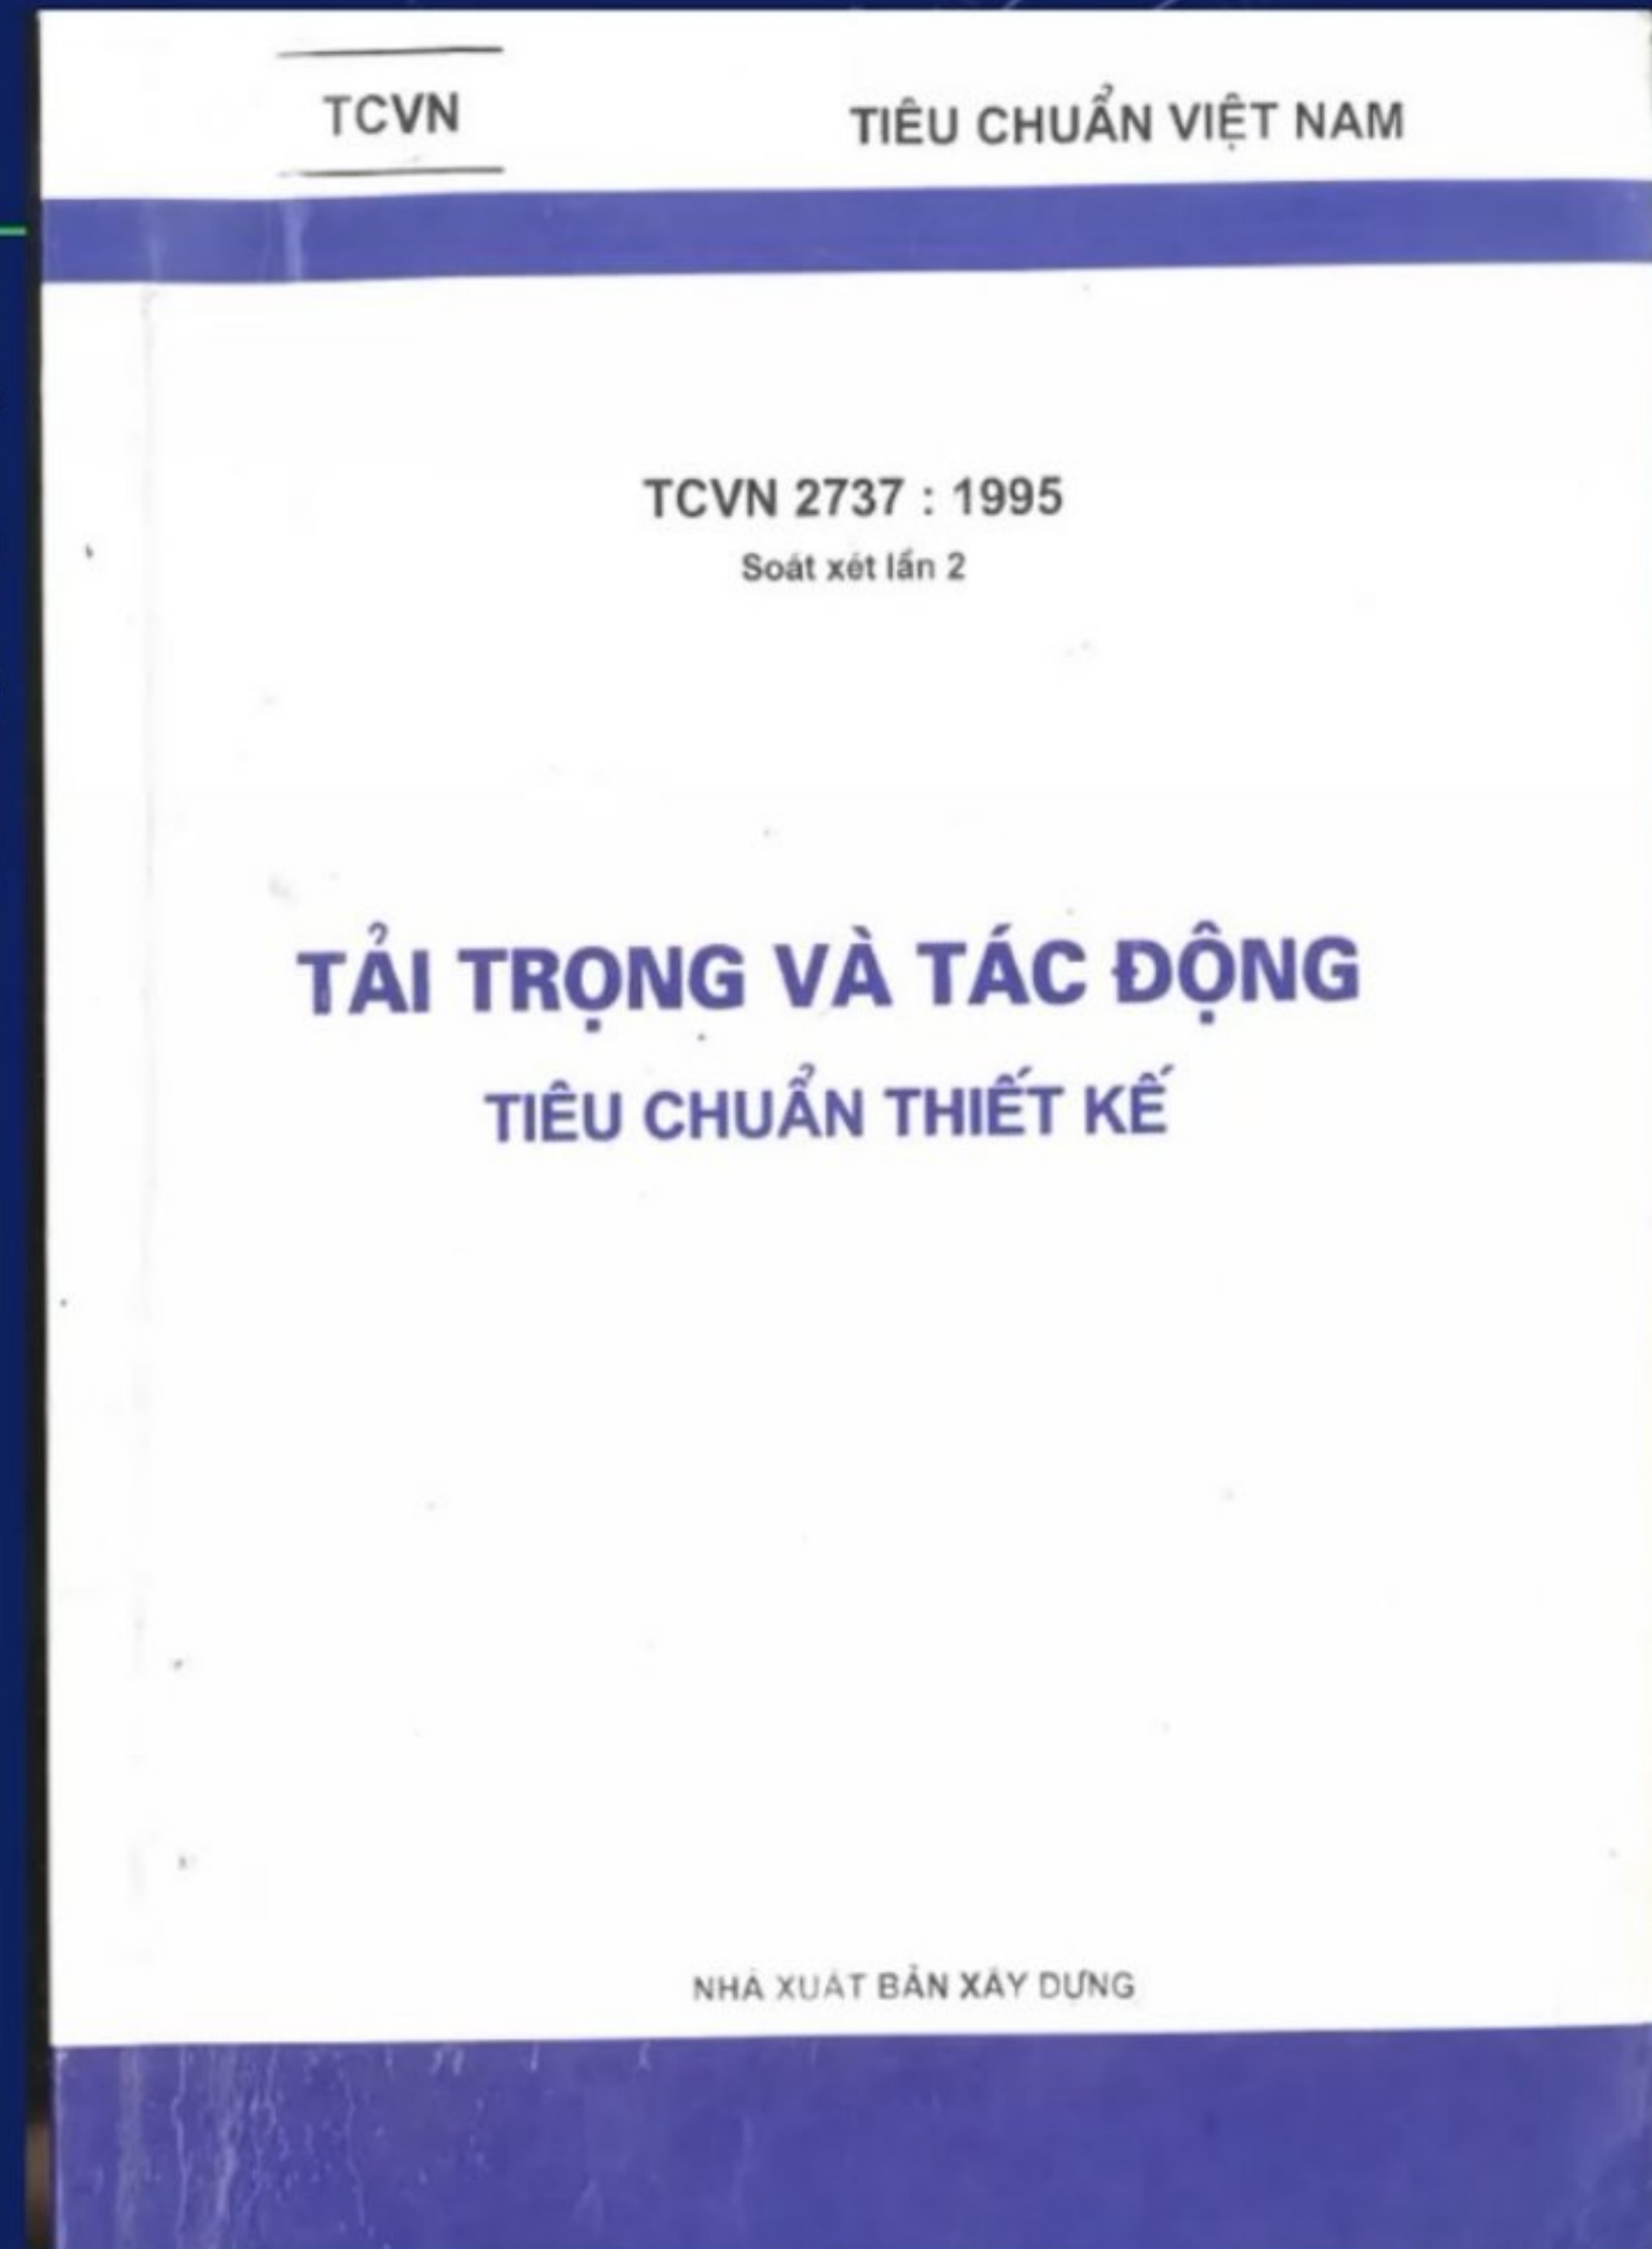 TCVN
TIÊU CHUẨN VIỆT NAM
TCVN 2737 : 1995
Soát xét lần 2
TẢI TRỌNG VÀ TÁC ĐỘNG
TIÊU CHUẨN THIẾT KẾ
NHÀ XUẤT BẢN XÂY DỰNG